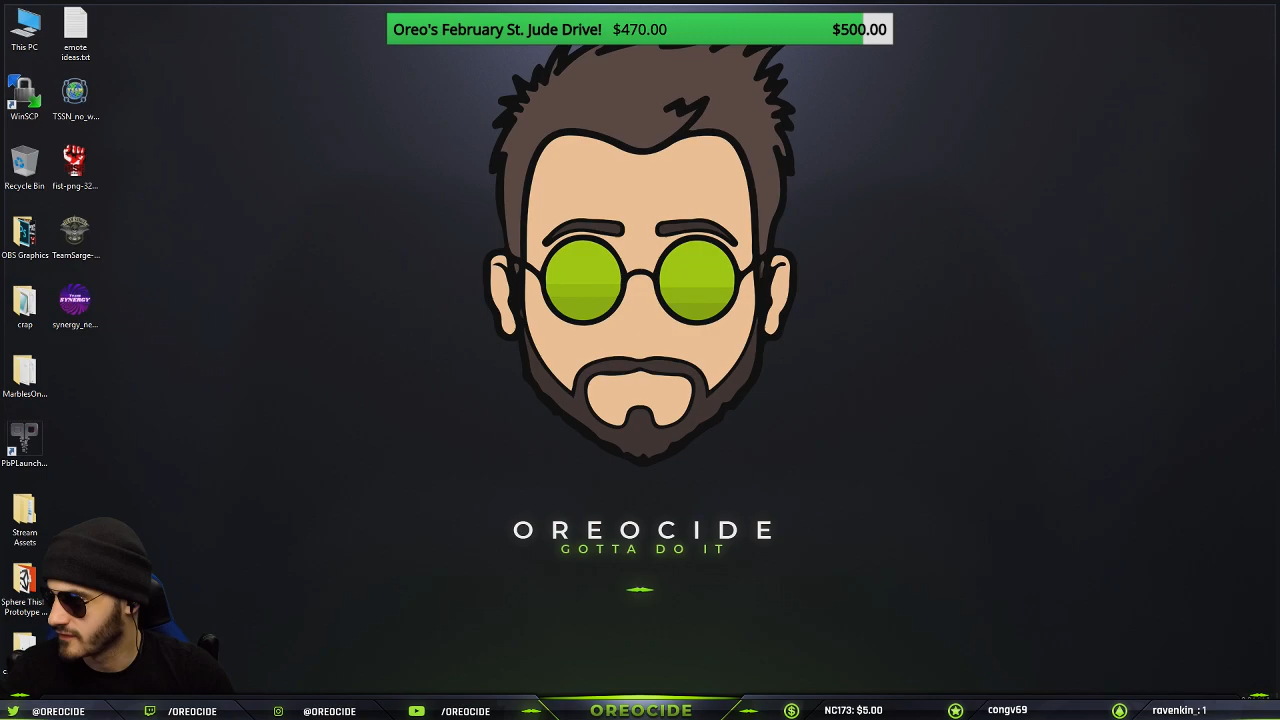 Oreo's February St. Jude Drive! $470.00 $500.00
This PC
emote
ideas.txt
WinSCP
TSSN_no_w...
Recycle Bin
fist-png-32...
OBS Graphics
TeamSarge-...
crap
synergy_ne...
MarblesOn...
PbPLaunch...
Stream
Assets
Sphere This!
Prototype ...
OREOCIDE
GOTTA DO IT
@OREOCIDE
/OREOCIDE
@OREOCIDE
/OREOCIDE
OREOCIDE
NC173: $5.00
congv69
ravenkin_: 1